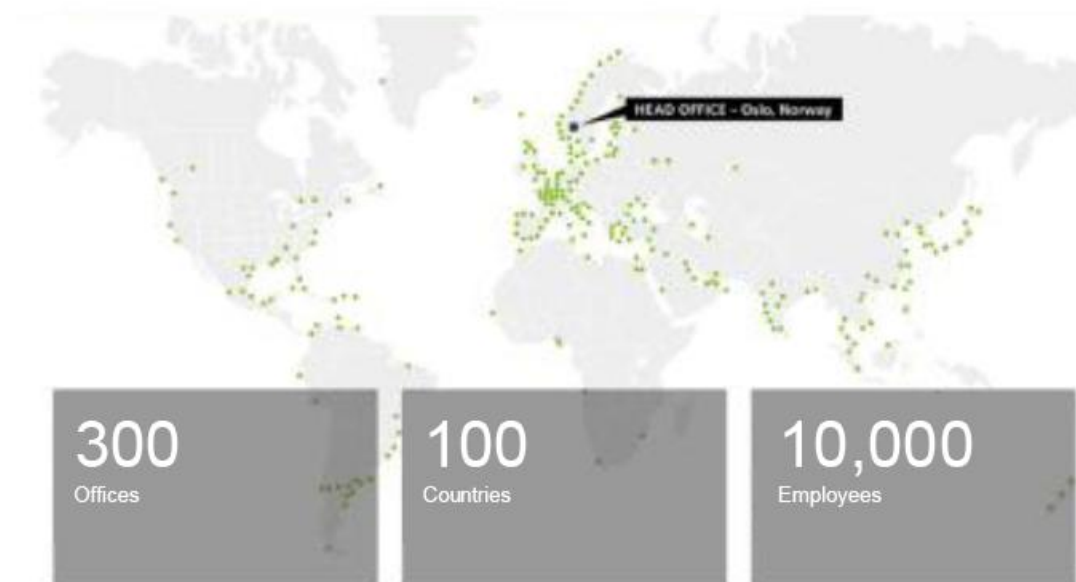 HEAD OFFICE – Oslo, Norway
300
Offices
100
Countries
10,000
Employees